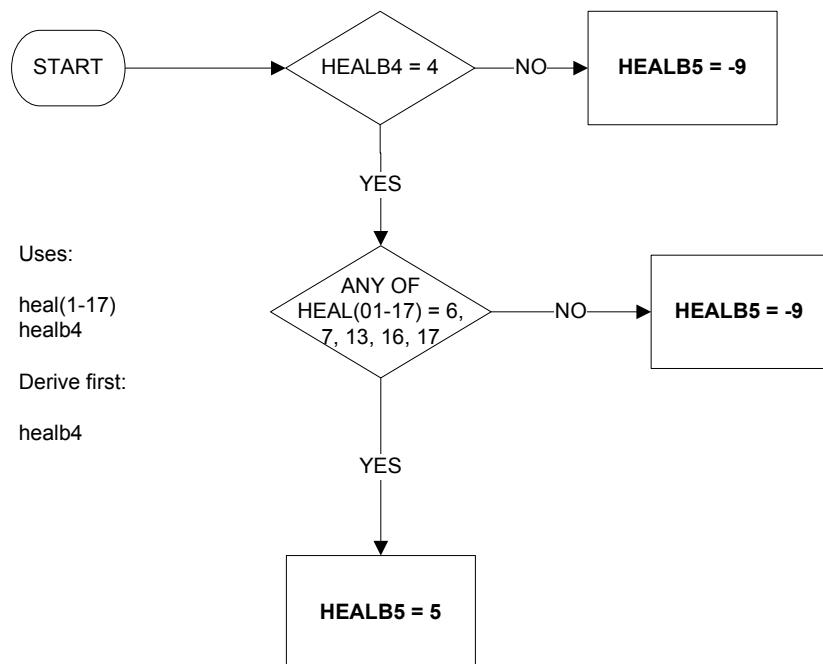 START
HEALB4 = 4
NO
HEALB5 = -9
YES
Uses:
heal(1-17)
healb4
Derive first:
healb4
ANY OF
HEAL(01-17) = 6,
7, 13, 16, 17
NO
HEALB5 = -9
YES
HEALB5 = 5